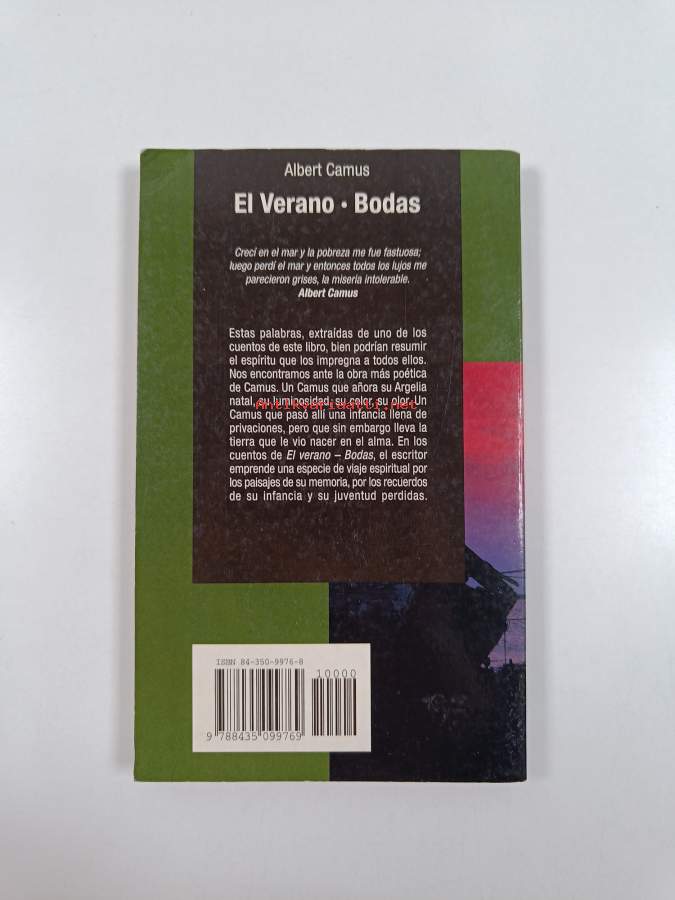 Albert Camus
El Verano • Bodas
Crecí en el mar y la pobreza me fue fastuosa;
luego perdí el mar y entonces todos los lujos me
parecieron grises, la miseria intolerable.
Albert Camus
Estas palabras, extraídas de uno de los
cuentos de este libro, bien podrían resumir
el espíritu que los impregna a todos ellos.
Nos encontramos ante la obra más poética
de Camus. Un Camus que añora su Argelia
natal, su luminosidad, su color, su olor. Un
Antikvariaatti.net
Camus que pasó allí una infancia llena de
privaciones, pero que sin embargo lleva la
tierra que le vio nacer en el alma. En los
cuentos de El verano – Bodas, el escritor
emprende una especie de viaje espiritual por
los paisajes de su memoria, por los recuerdos
de su infancia y su juventud perdidas.
ISBN 84-350-9976-8
10000
9 788435 099769